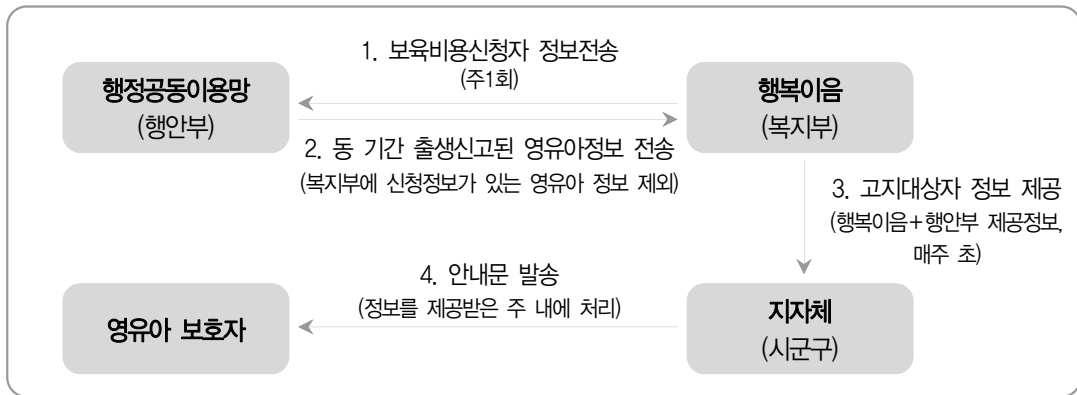 1. 보육비용신청자 정보전송
(주1회)
행정공동이용망
(행안부)
행복이음
(복지부)
2. 동 기간 출생신고된 영유아정보 전송
(복지부에 신청정보가 있는 영유아 정보 제외)
3. 고지대상자 정보 제공
(행복이음+행안부 제공정보,
매주 초)
4. 안내문 발송
(정보를 제공받은 주 내에 처리)
영유아 보호자
지자체
(시군구)